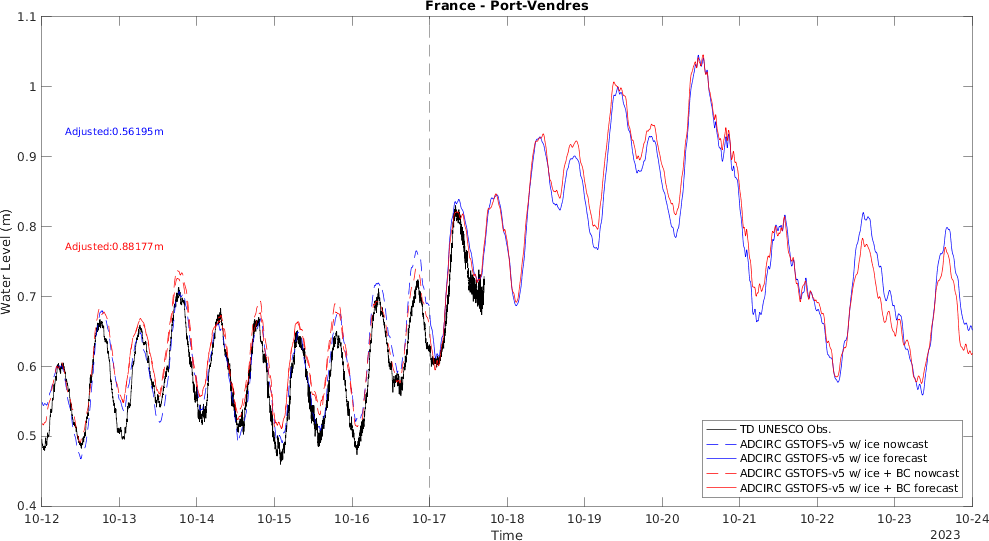 France - Port-Vendres
1.1
1
0.9
0.8
0.7
0.6
0.5
0.4
Water Level (m)
Adjusted:0.56195m
Adjusted:0.88177m
TD UNESCO Obs.
ADCIRC GSTOFS-v5 w/ ice nowcast
ADCIRC GSTOFS-v5 w/ ice forecast
ADCIRC GSTOFS-v5 w/ ice + BC nowcast
ADCIRC GSTOFS-v5 w/ ice + BC forecast
10-12 10-13 10-14 10-15 10-16 10-17 10-18 10-19 10-20 10-21 10-22 10-23 10-24
Time
2023